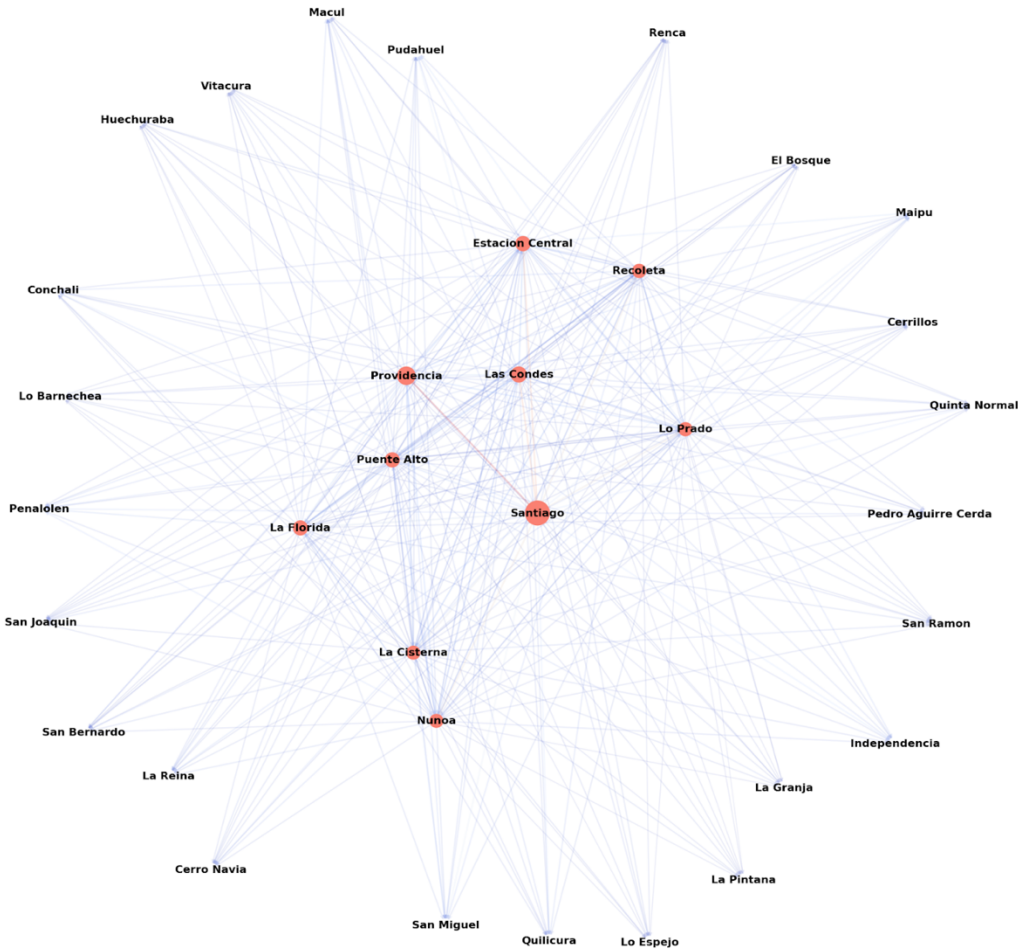 Macul
Renca
Pudahuel
Vitacura
Huechuraba
El Bosque
Maipu
Estacion Central
Recoleta
Conchali
Cerrillos
Providencia
Las Condes
Lo Barnechea
Quinta Normal
Lo Prado
Puente Alto
Penalolen
Santiago
Pedro Aguirre Cerda
La Florida
San Joaquin
San Ramon
La Cisterna
Nunoa
San Bernardo
Independencia
La Reina
La Granja
Cerro Navia
La Pintana
San Miguel
Quilicura
Lo Espejo